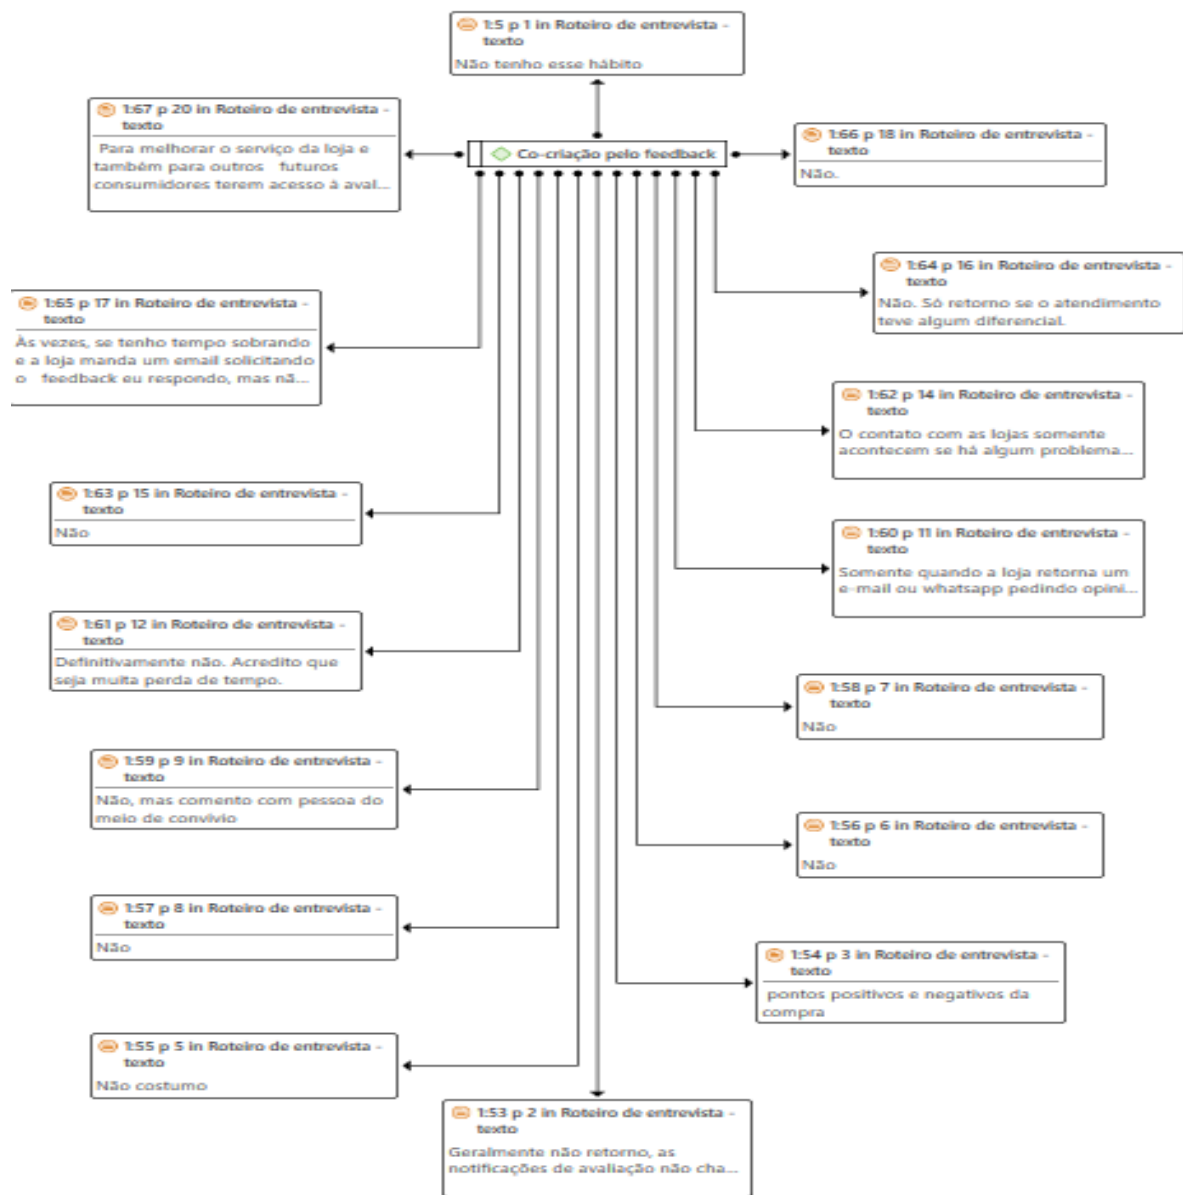 1:5 p 1 in Roteiro de entrevista -
texto
Não tenho esse hábito
1:67 p 20 in Roteiro de entrevista -
texto
Para melhorar o serviço da loja e
também para outros futuros
consumidores terem acesso à aval...
Co-criação pelo feedback
1:66 p 18 in Roteiro de entrevista -
texto
Não.
1:64 p 16 in Roteiro de entrevista -
texto
Não. Só retorno se o atendimento
teve algum diferencial.
1:65 p 17 in Roteiro de entrevista -
texto
Às vezes, se tenho tempo sobrando
e a loja manda um email solicitando
o feedback eu respondo, mas nã...
1:62 p 14 in Roteiro de entrevista -
texto
O contato com as lojas somente
acontecem se há algum problema...
1:63 p 15 in Roteiro de entrevista -
texto
Não
1:60 p 11 in Roteiro de entrevista -
texto
Somente quando a loja retorna um
e-mail ou whatsapp pedindo opini...
1:61 p 12 in Roteiro de entrevista -
texto
Definitivamente não. Acredito que
seja muita perda de tempo.
1:58 p 7 in Roteiro de entrevista -
texto
Não
1:59 p 9 in Roteiro de entrevista -
texto
Não, mas comento com pessoa do
meio de convívio
1:56 p 6 in Roteiro de entrevista -
texto
Não
1:57 p 8 in Roteiro de entrevista -
texto
Não
1:54 p 3 in Roteiro de entrevista -
texto
pontos positivos e negativos da
compra
1:55 p 5 in Roteiro de entrevista -
texto
Não costumo
1:53 p 2 in Roteiro de entrevista -
texto
Geralmente não retorno, as
notificações de avaliação não cha...